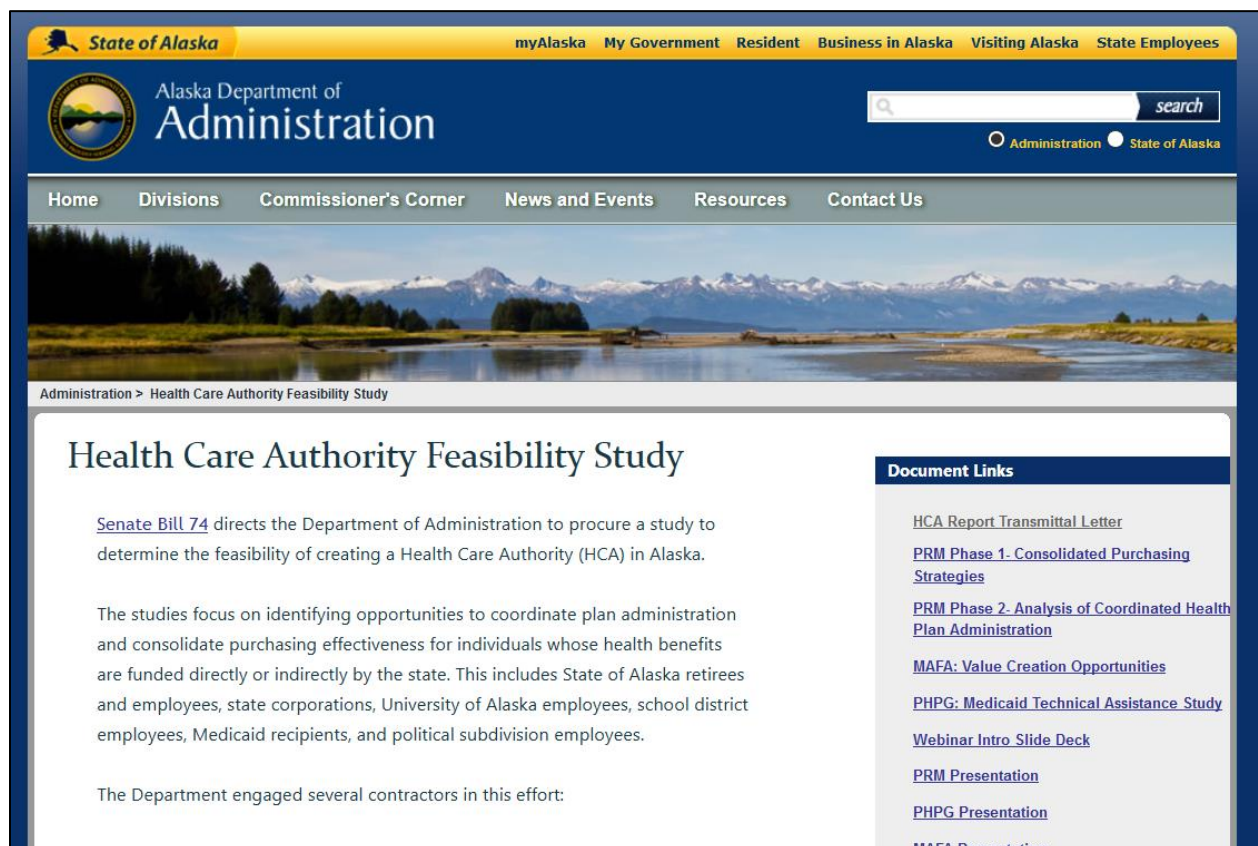 State of Alaska
myAlaska My Government Resident Business in Alaska Visiting Alaska State Employees
Alaska Department of
Administration
search
Administration State of Alaska
Home Divisions Commissioner's Corner News and Events Resources Contact Us
Administration > Health Care Authority Feasibility Study
Health Care Authority Feasibility Study
Senate Bill 74 directs the Department of Administration to procure a study to
determine the feasibility of creating a Health Care Authority (HCA) in Alaska.
The studies focus on identifying opportunities to coordinate plan administration
and consolidate purchasing effectiveness for individuals whose health benefits
are funded directly or indirectly by the state. This includes State of Alaska retirees
and employees, state corporations, University of Alaska employees, school district
employees, Medicaid recipients, and political subdivision employees.
The Department engaged several contractors in this effort:
Document Links
HCA Report Transmittal Letter
PRM Phase 1- Consolidated Purchasing
Strategies
PRM Phase 2- Analysis of Coordinated Health
Plan Administration
MAFA: Value Creation Opportunities
PHPG: Medicaid Technical Assistance Study
Webinar Intro Slide Deck
PRM Presentation
PHPG Presentation